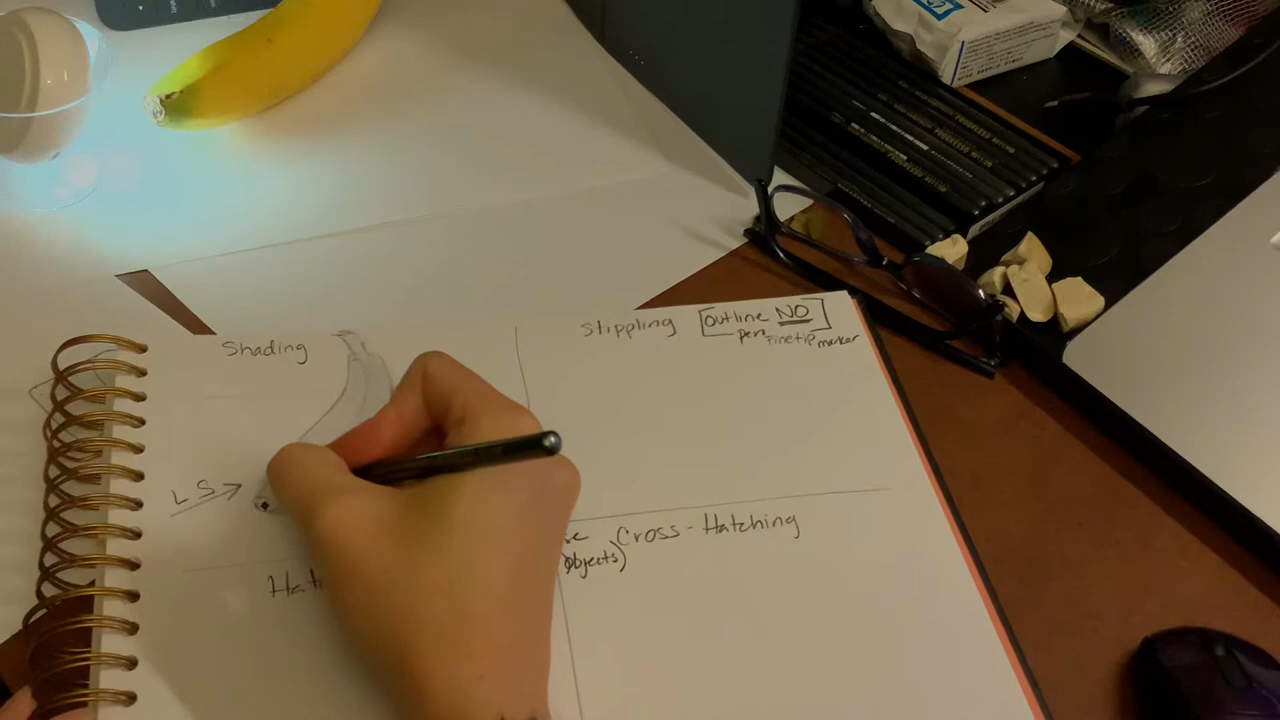 Shading
Stippling [Outline NO]
pen, Finetip marker
LS
Cross-Hatching
Objects)